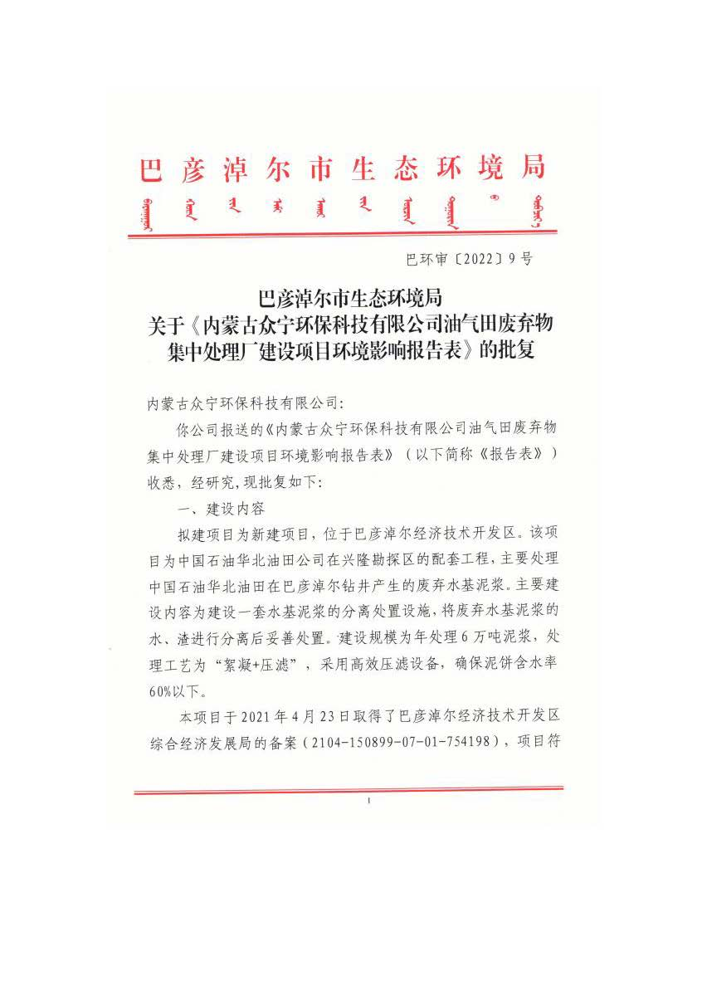 巴彦淖尔市生态环境局
巴环审〔2022〕9号
巴彦淖尔市生态环境局
关于《内蒙古众宁环保科技有限公司油气田废弃物
集中处理厂建设项目环境影响报告表》的批复
内蒙古众宁环保科技有限公司：
你公司报送的《内蒙古众宁环保科技有限公司油气田废弃物
集中处理厂建设项目环境影响报告表》（以下简称《报告表》）
收悉，经研究，现批复如下：
一、建设内容
拟建项目为新建项目，位于巴彦淖尔经济技术开发区。该项
目为中国石油华北油田公司在兴隆勘探区的配套工程，主要处理
中国石油华北油田在巴彦淖尔钻井产生的废弃水基泥浆。主要建
设内容为建设一套水基泥浆的分离处置设施，将废弃水基泥浆的
水、渣进行分离后妥善处置。建设规模为年处理6万吨泥浆，处
理工艺为“絮凝+压滤”，采用高效压滤设备，确保泥饼含水率
60%以下。
本项目于2021年4月23日取得了巴彦淖尔经济技术开发区
综合经济发展局的备案（2104-150899-07-01-754198），项目符
1